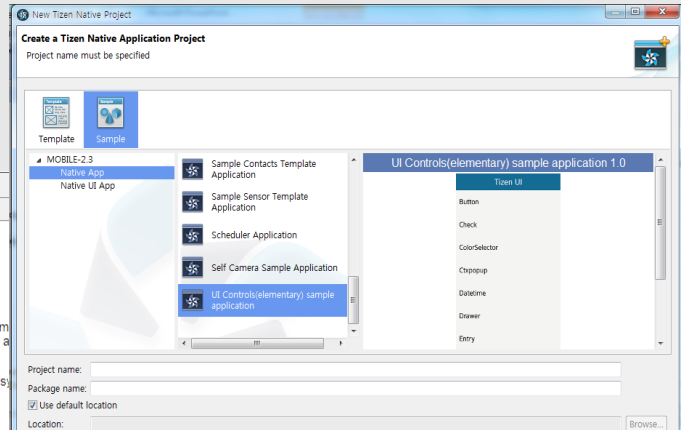 New Tizen Native Project
Create a Tizen Native Application Project
Project name must be specified
Template
Sample
Template
Sample
MOBILE-2.3
Native App
Native UI App
Sample Contacts Template
Application
Sample Sensor Template
Application
Scheduler Application
Self Camera Sample Application
UI Controls(elementary) sample
application
UI Controls(elementary) sample application 1.0
Tizen UI
Button
Check
ColorSelector
Ctxpopup
Datetime
Drawer
Entry
Project name:
Package name:
Use default location
Location:
Browse...